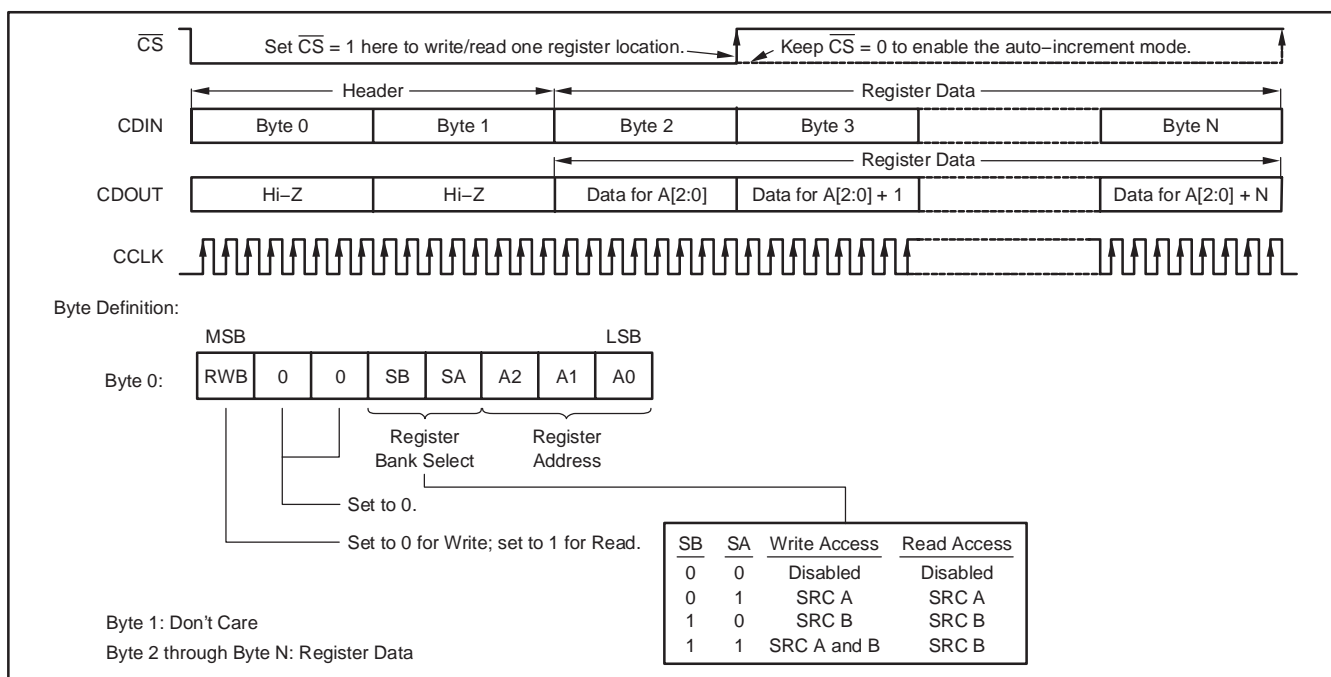 CS
Set CS = 1 here to write/read one register location.
Keep CS = 0 to enable the auto–increment mode.
Header
Register Data
CDIN
Byte 0
Byte 1
Byte 2
Byte 3
Byte N
Register Data
CDOUT
Hi–Z
Hi–Z
Data for A[2:0]
Data for A[2:0] + 1
Data for A[2:0] + N
CCLK
Byte Definition:
MSB
LSB
Byte 0:
RWB 0 0 SB SA A2 A1 A0
Register
Bank Select
Register
Address
Set to 0.
Set to 0 for Write; set to 1 for Read.
SB SA Write Access Read Access
0 0 Disabled Disabled
0 1 SRC A SRC A
1 0 SRC B SRC B
1 1 SRC A and B SRC B
Byte 1: Don't Care
Byte 2 through Byte N: Register Data